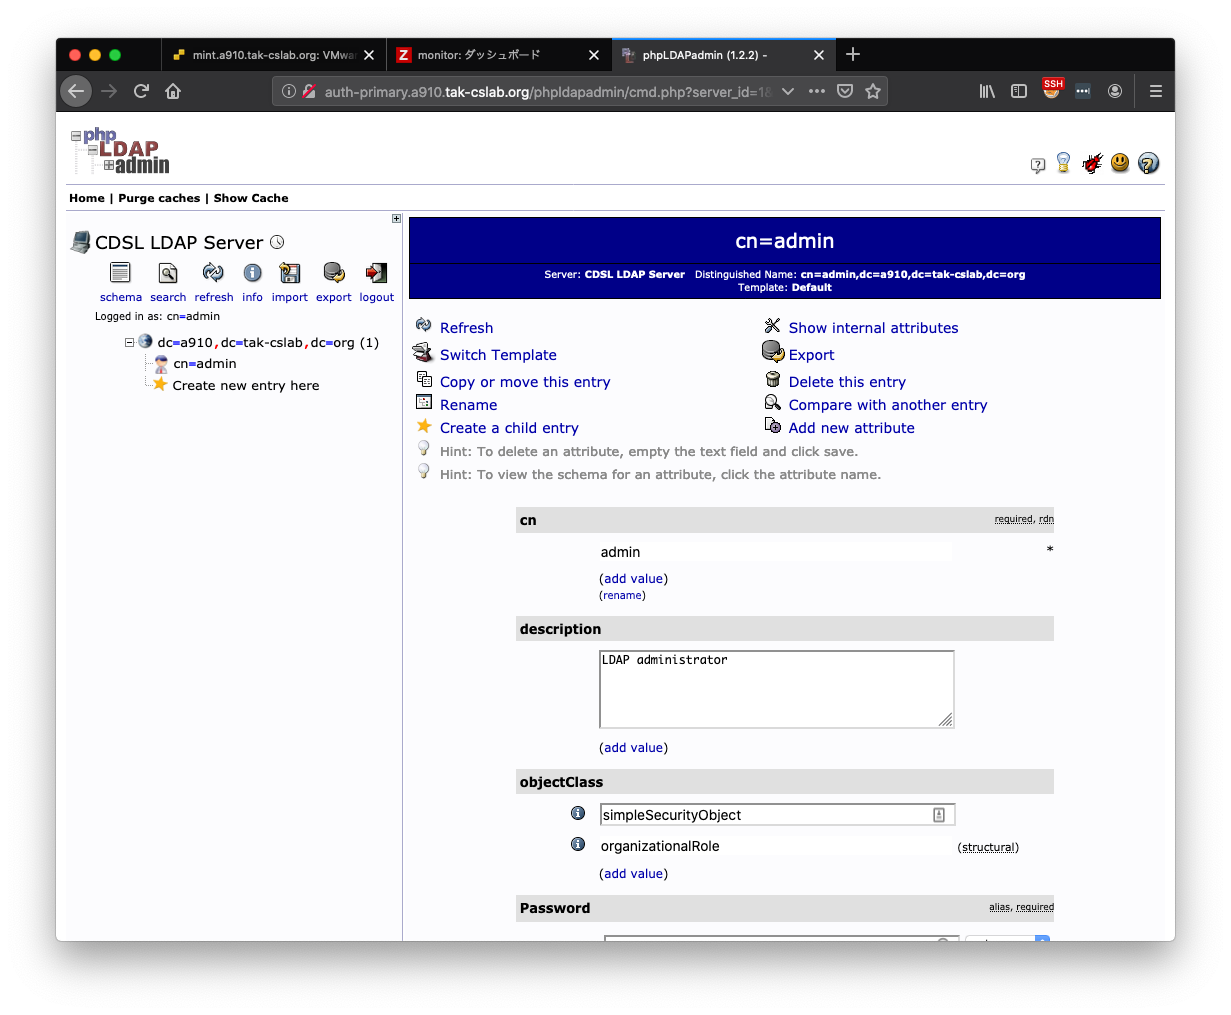 mint.a910.tak-cslab.org: VMwar
monitor: ダッシュボード
phpLDAPadmin (1.2.2) -
auth-primary.a910.tak-cslab.org/phpldapadmin/cmd.php?server_id=1&
SSH
php
LDAP
admin
Home | Purge caches | Show Cache
CDSL LDAP Server
schema search refresh info import export logout
Logged in as: cn=admin
dc=a910,dc=tak-cslab,dc=org (1)
cn=admin
Create new entry here
cn=admin
Server: CDSL LDAP Server Distinguished Name: cn=admin,dc=a910,dc=tak-cslab,dc=org
Template: Default
Refresh Show internal attributes
Switch Template Export
Copy or move this entry Delete this entry
Rename Compare with another entry
Create a child entry Add new attribute
Hint: To delete an attribute, empty the text field and click save.
Hint: To view the schema for an attribute, click the attribute name.
cn required, rdn
admin *
(add value)
(rename)
description
LDAP administrator
(add value)
objectClass
simpleSecurityObject
organizationalRole (structural)
(add value)
Password alias, required